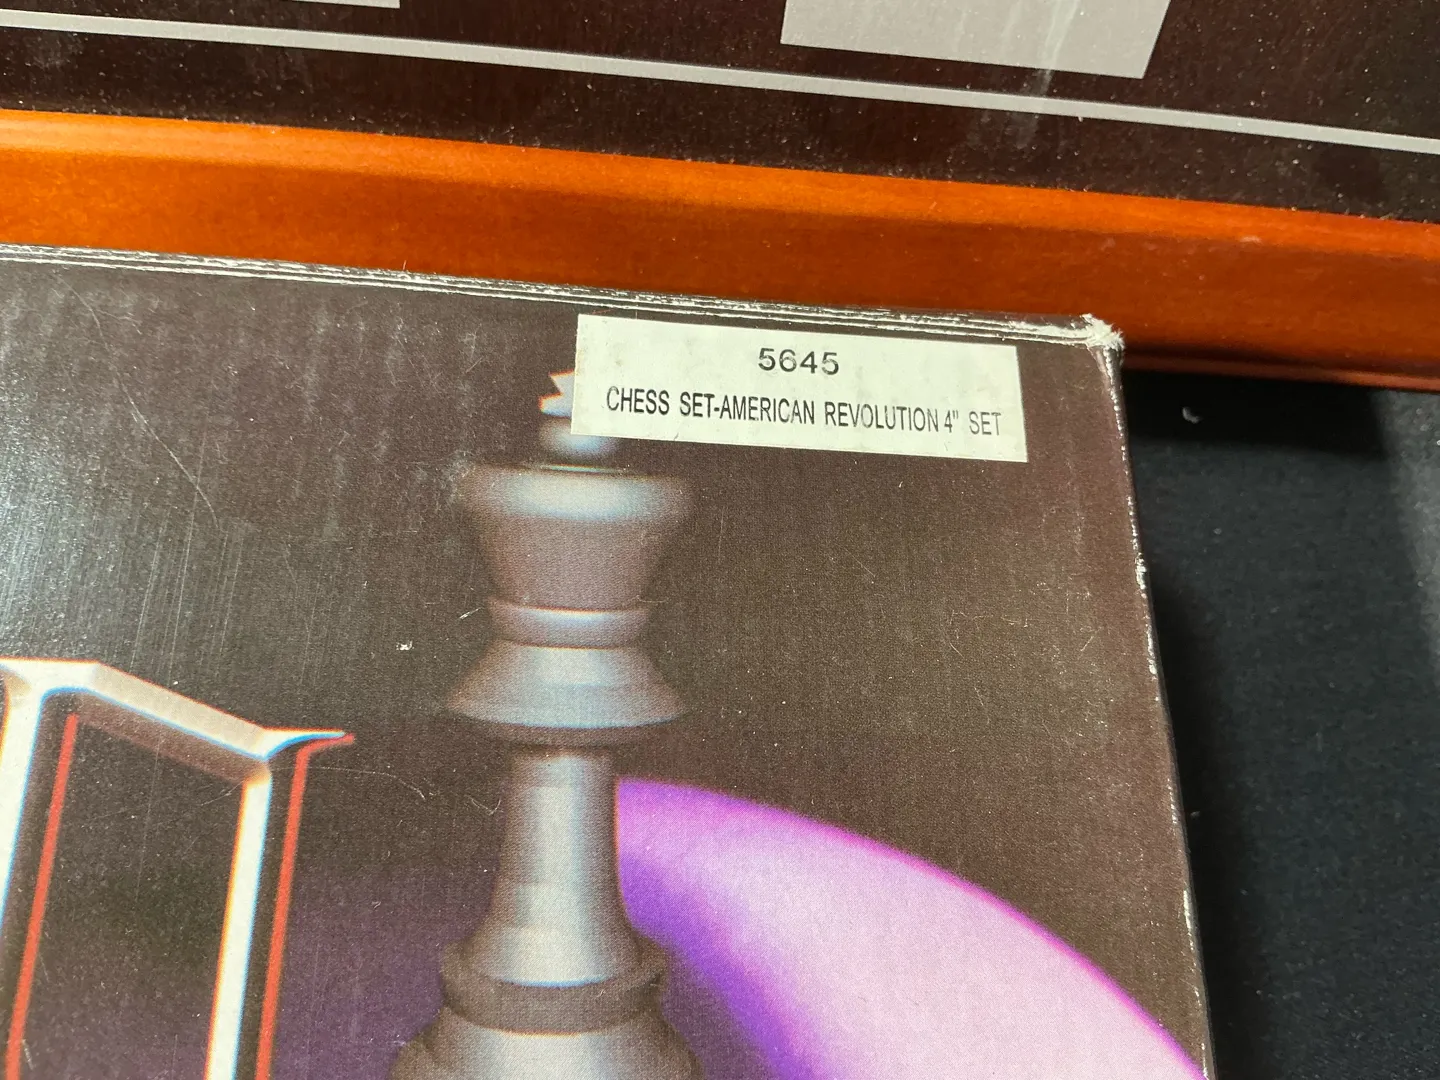 5645
CHESS SET-AMERICAN REVOLUTION 4" SET